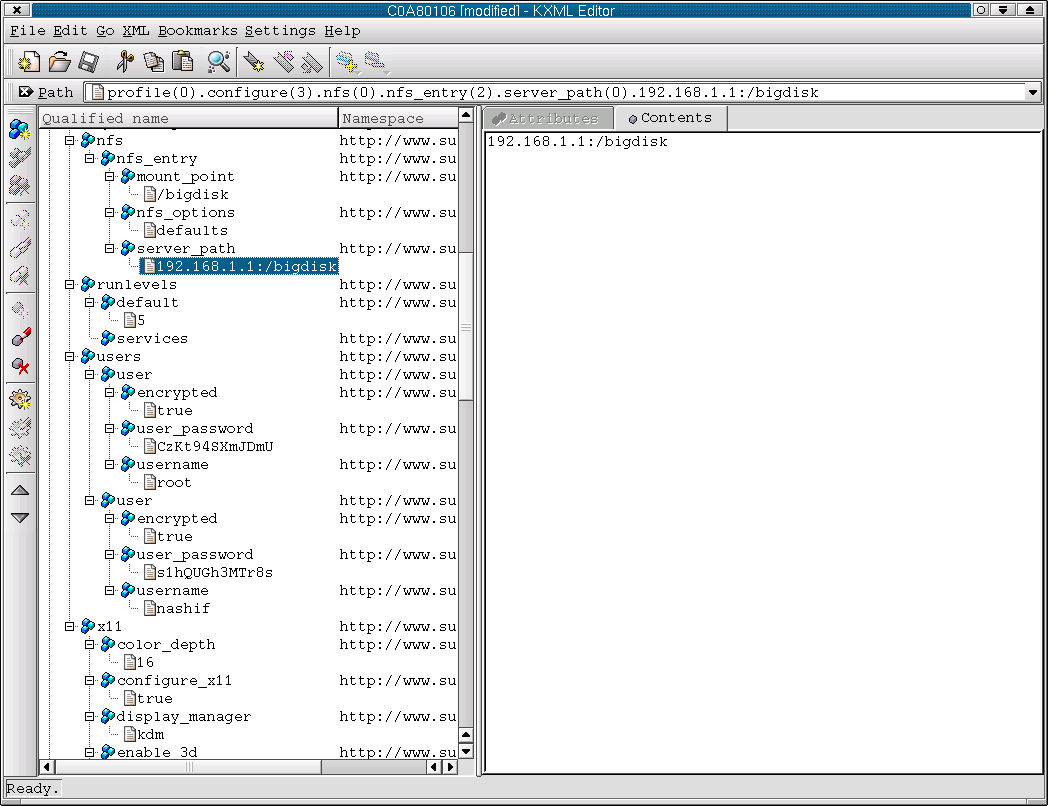 C0A80106 [modified] - KXML Editor
File Edit Go XML Bookmarks Settings Help
Path profile(0).configure(3).nfs(0).nfs_entry(2).server_path(0).192.168.1.1:/bigdisk
Qualified name Namespace
Attributes Contents
192.168.1.1:/bigdisk
nfs http://www.su
nfs_entry http://www.su
mount_point http://www.su
/bigdisk
nfs_options http://www.su
defaults
server_path http://www.su
192.168.1.1:/bigdisk
runlevels http://www.su
default http://www.su
5
services http://www.su
users http://www.su
user http://www.su
encrypted http://www.su
true
user_password http://www.su
CzKt94SXmJDmU
username http://www.su
root
user http://www.su
encrypted http://www.su
true
user_password http://www.su
s1hQUGh3MTr8s
username http://www.su
nashif
x11 http://www.su
color_depth http://www.su
16
configure_x11 http://www.su
true
display_manager http://www.su
kdm
enable_3d http://www.su
Ready.